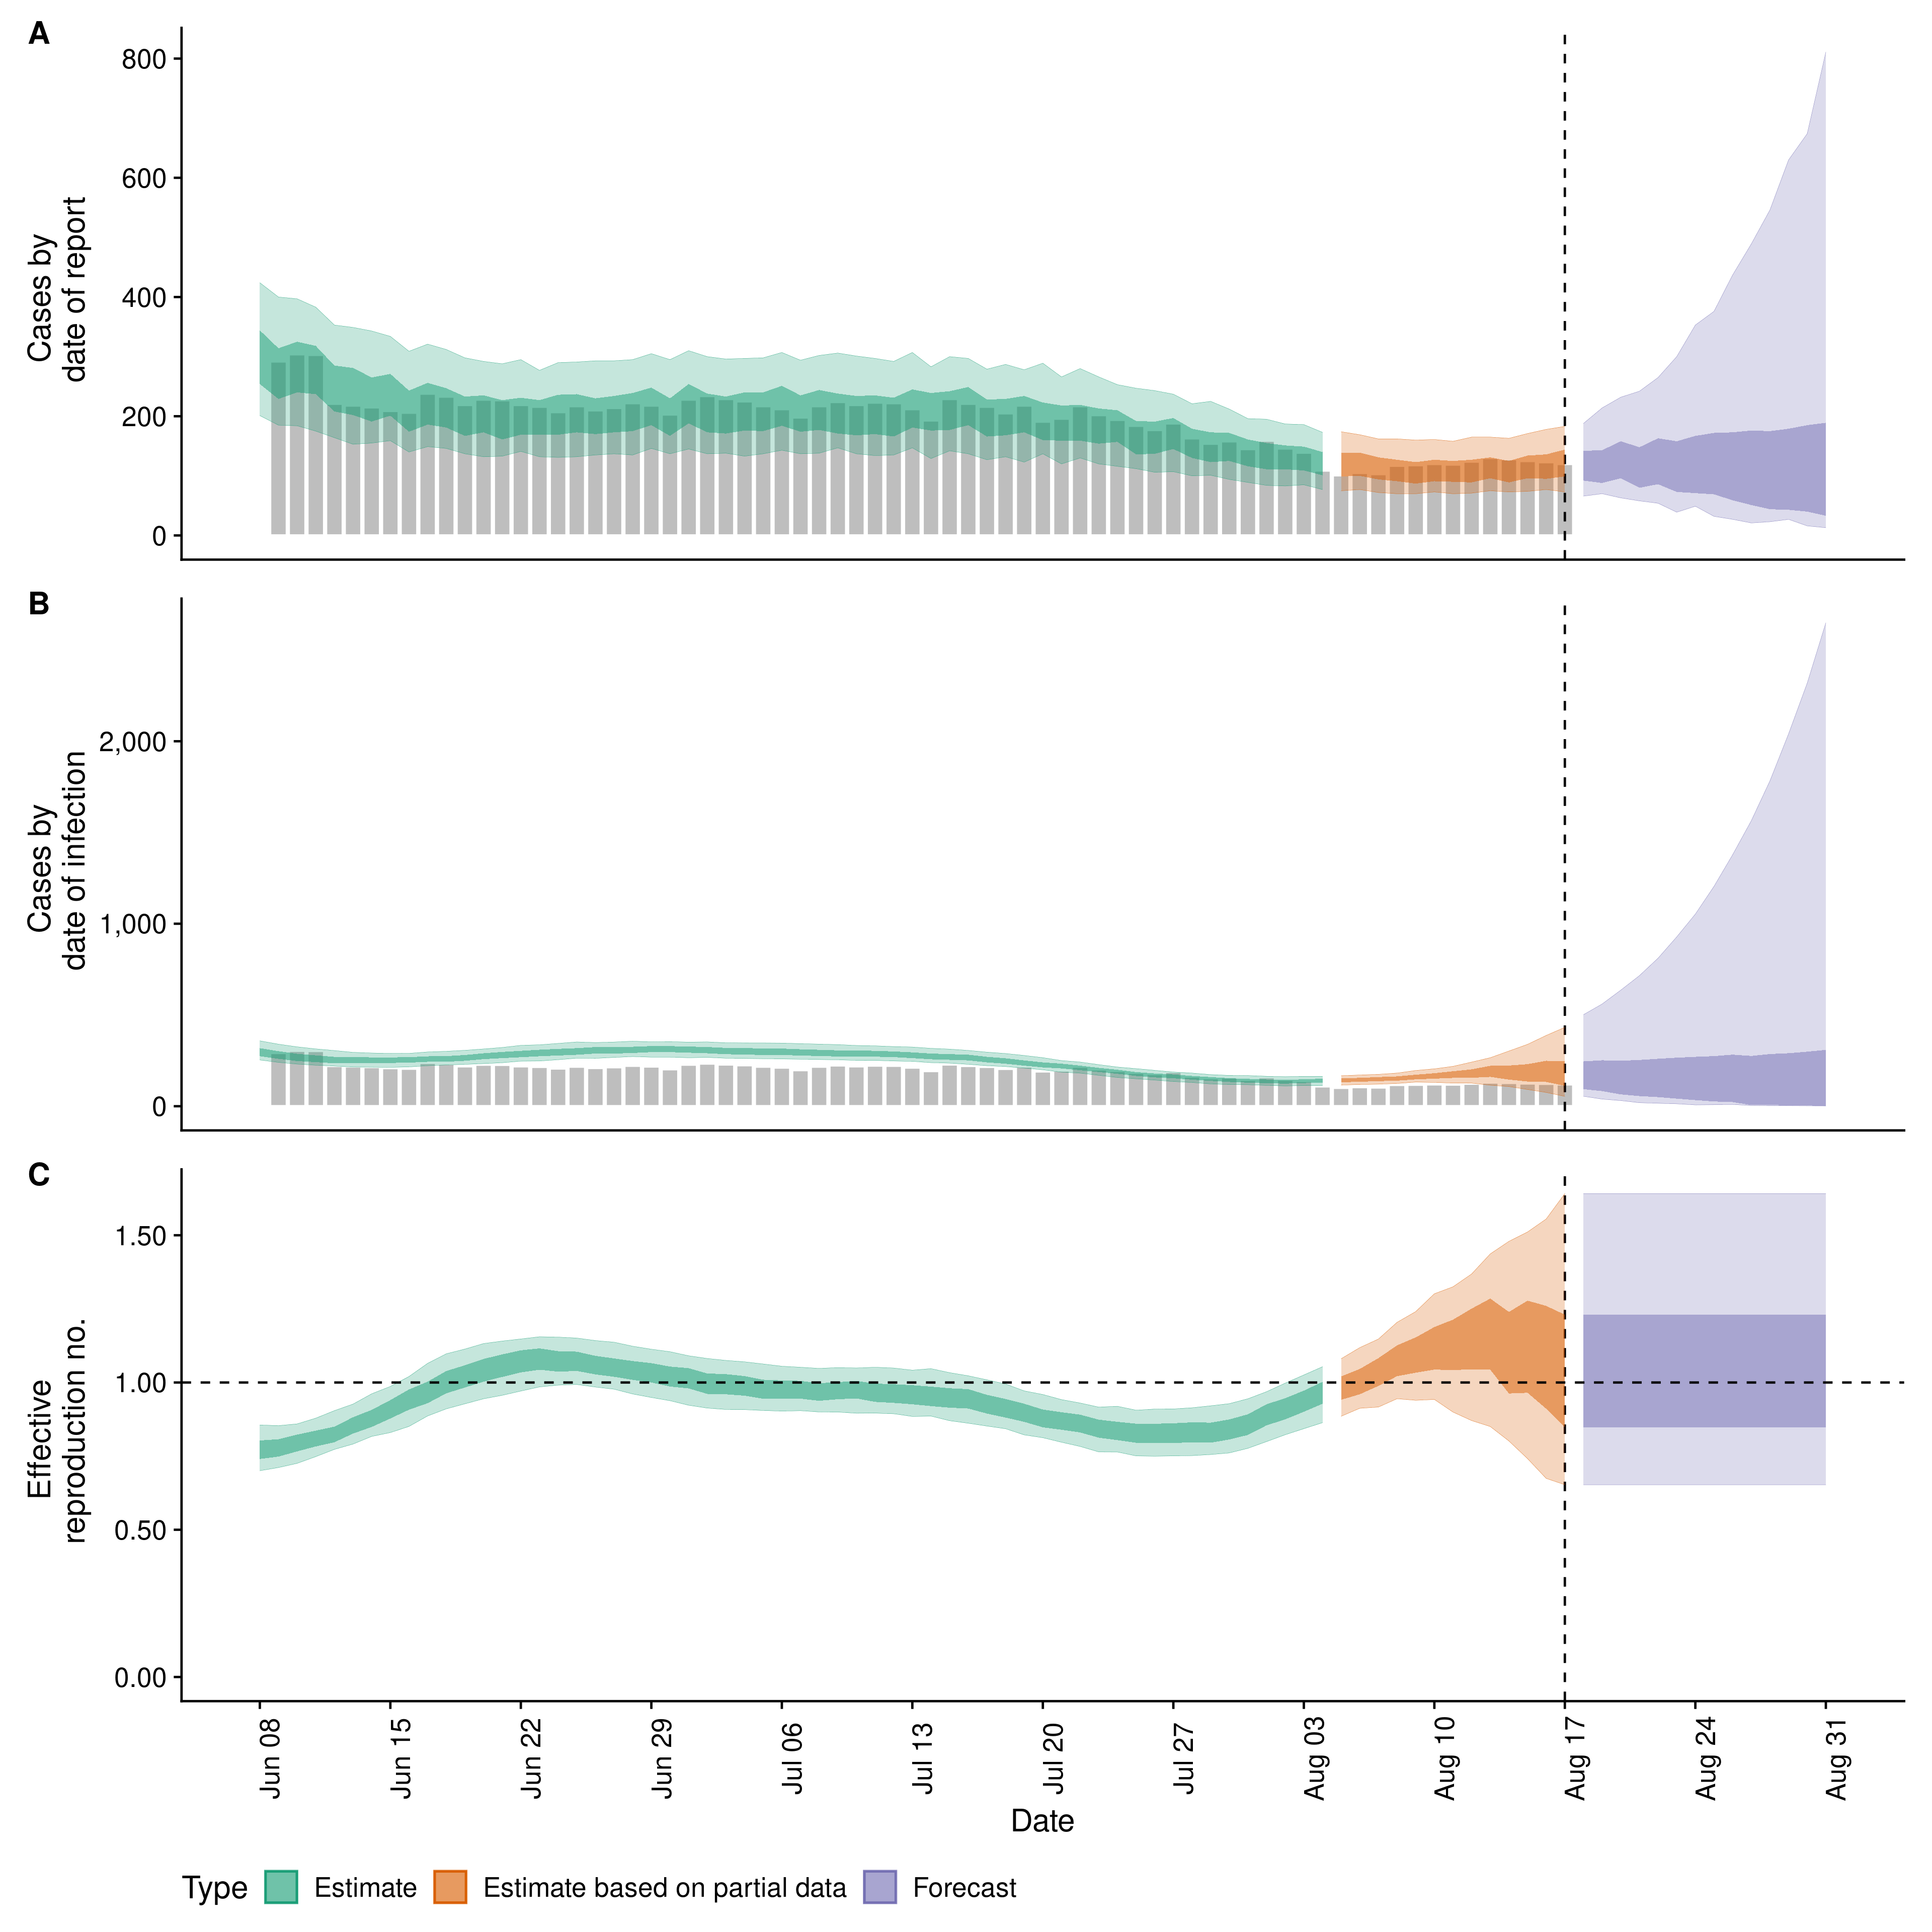 A
800
600
400
200
0
Cases by
date of report
B
2,000
1,000
0
Cases by
date of infection
C
1.50
1.00
0.50
0.00
Effective
reproduction no.
Jun 08
Jun 15
Jun 22
Jun 29
Jul 06
Jul 13
Jul 20
Jul 27
Aug 03
Aug 10
Aug 17
Aug 24
Aug 31
Date
Type Estimate Estimate based on partial data Forecast